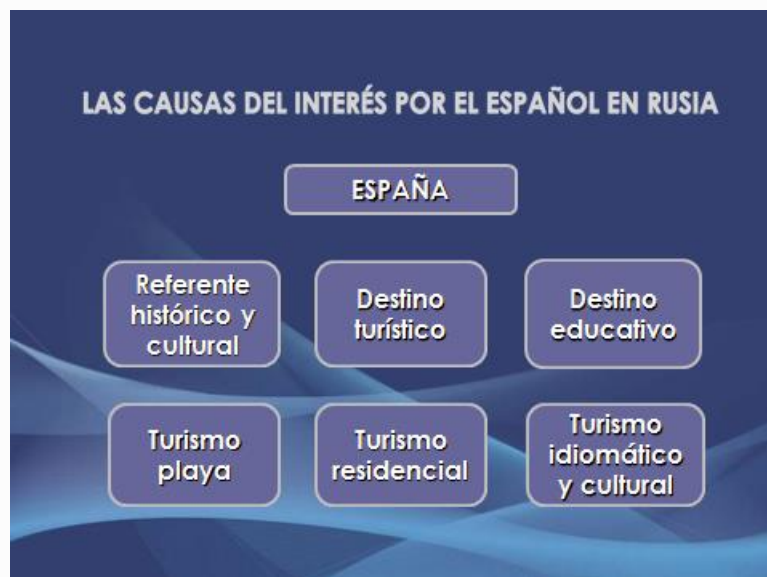 LAS CAUSAS DEL INTERÉS POR EL ESPAÑOL EN RUSIA
ESPAÑA
Referente
histórico y
cultural
Destino
turístico
Destino
educativo
Turismo
playa
Turismo
residencial
Turismo
idiomático
y cultural